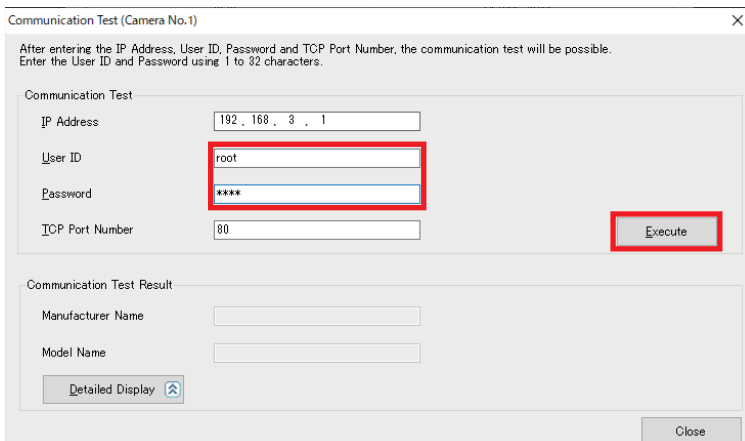 Communication Test (Camera No.1)
After entering the IP Address, User ID, Password and TCP Port Number, the communication test will be possible.
Enter the User ID and Password using 1 to 32 characters.
Communication Test
IP Address 192 . 168 . 3 . 1
User ID root
Password ****
TCP Port Number 80
Execute
Communication Test Result
Manufacturer Name
Model Name
Detailed Display
Close